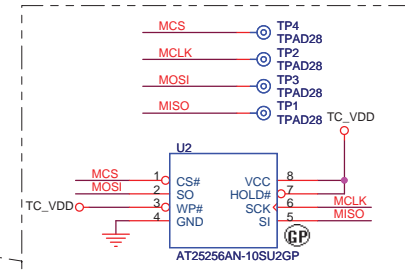 MCS TP4
TPAD28
MCLK TP2
TPAD28
MOSI TP3
TPAD28
MISO TP1
TPAD28 TC_VDD
U2
MCS 1 CS# VCC 8
MOSI 2 SO HOLD# 7
TC_VDD 3 WP# SCK 6 MCLK
4 GND SI 5 MISO
GP
AT25256AN-10SU2GP